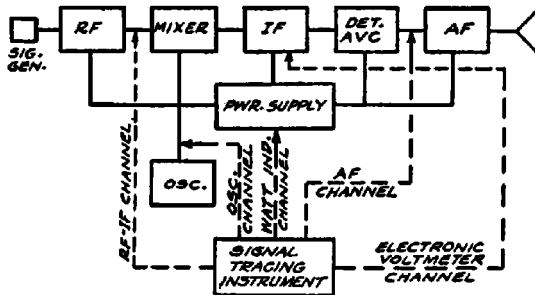 RF
MIXER
IF
DET.
AVC
AF
SIG.
GEN.
PWR. SUPPLY
OSC.
RF-IF CHANNEL
OSC.
CHANNEL
WATT IND.
CHANNEL
AF
CHANNEL
ELECTRONIC
VOLTMETER
CHANNEL
SIGNAL
TRACING
INSTRUMENT